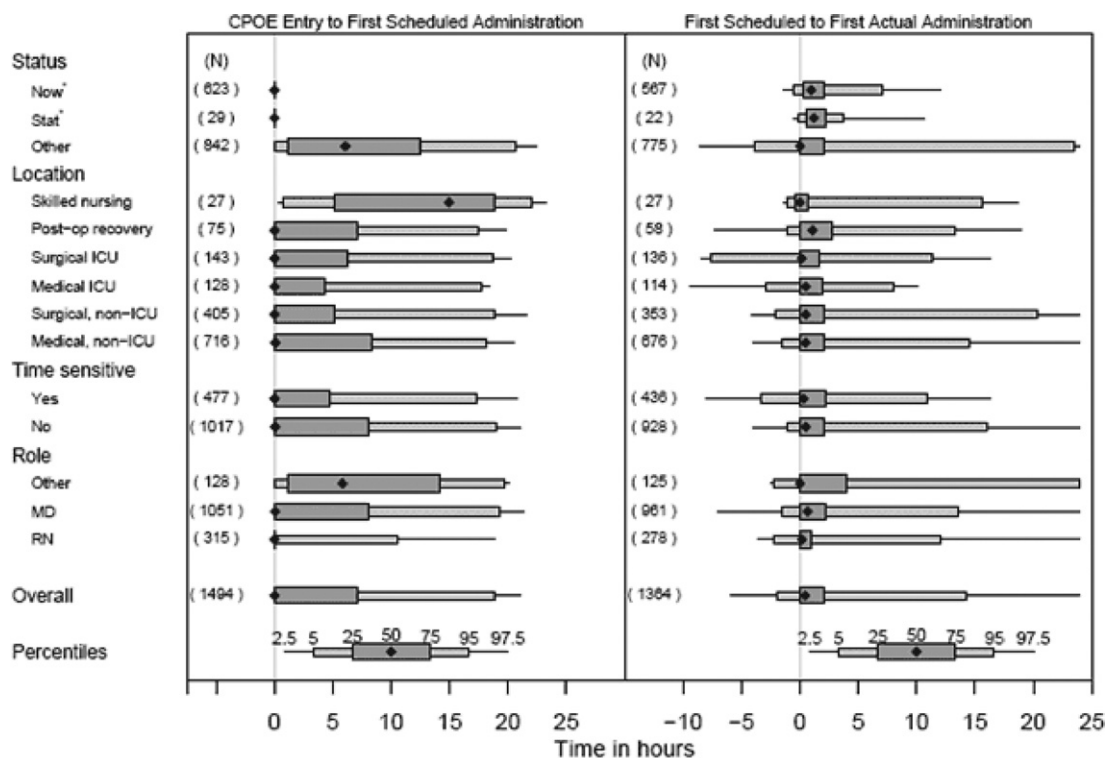 CPOE Entry to First Scheduled Administration First Scheduled to First Actual Administration
Status (N) (N)
Now* ( 623 ) ( 567 )
Stat* ( 29 ) ( 22 )
Other ( 842 ) ( 775 )
Location
Skilled nursing ( 27 ) ( 27 )
Post-op recovery ( 75 ) ( 58 )
Surgical ICU ( 143 ) ( 136 )
Medical ICU ( 128 ) ( 114 )
Surgical, non−ICU ( 405 ) ( 353 )
Medical, non−ICU ( 716 ) ( 676 )
Time sensitive
Yes ( 477 ) ( 436 )
No ( 1017 ) ( 928 )
Role
Other ( 128 ) ( 125 )
MD ( 1051 ) ( 961 )
RN ( 315 ) ( 278 )
Overall ( 1494 ) ( 1364 )
Percentiles 2.5 5 25 50 75 95 97.5 2.5 5 25 50 75 95 97.5
0 5 10 15 20 25 −10 −5 0 5 10 15 20 25
Time in hours